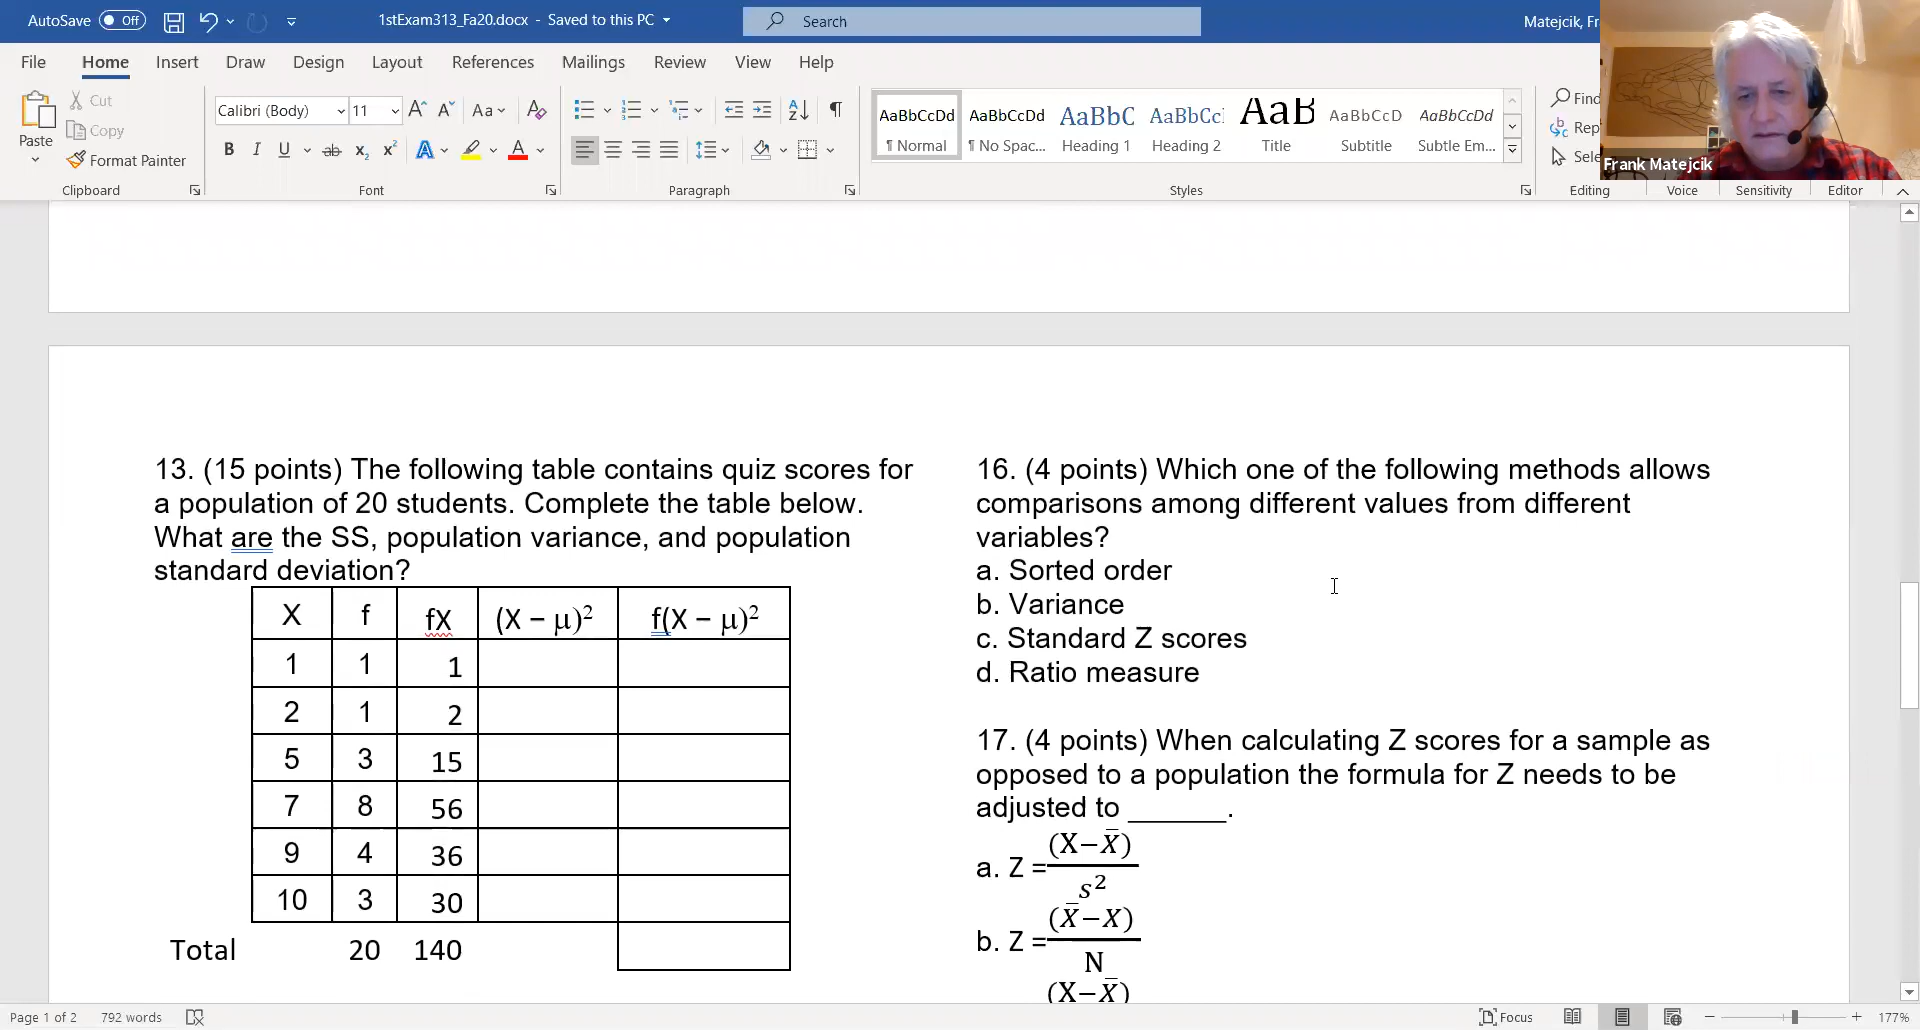 AutoSave Off 1stExam313_Fa20.docx - Saved to this PC Search Matejcik, Fr
File Home Insert Draw Design Layout References Mailings Review View Help
Paste Cut Copy Format Painter
Calibri (Body) 11
AaBbCcDd AaBbCcDd AaBbC AaBbCc AaB AaBbCcD AaBbCcDd
¶ Normal ¶ No Spac... Heading 1 Heading 2 Title Subtitle Subtle Em...
Find
Rep
Sele
Frank Matejcik
Clipboard Font Paragraph Styles Editing Voice Sensitivity Editor
13. (15 points) The following table contains quiz scores for
a population of 20 students. Complete the table below.
What are the SS, population variance, and population
standard deviation?
X f fX (X − μ)² f(X − μ)²
1 1 1
2 1 2
5 3 15
7 8 56
9 4 36
10 3 30
Total 20 140
16. (4 points) Which one of the following methods allows
comparisons among different values from different
variables?
a. Sorted order
b. Variance
c. Standard Z scores
d. Ratio measure
17. (4 points) When calculating Z scores for a sample as
opposed to a population the formula for Z needs to be
adjusted to ______.
a. Z = (X−X̅)
s²
b. Z = (X̅−X)
N
(X−X̅)
Page 1 of 2 792 words Focus 177%